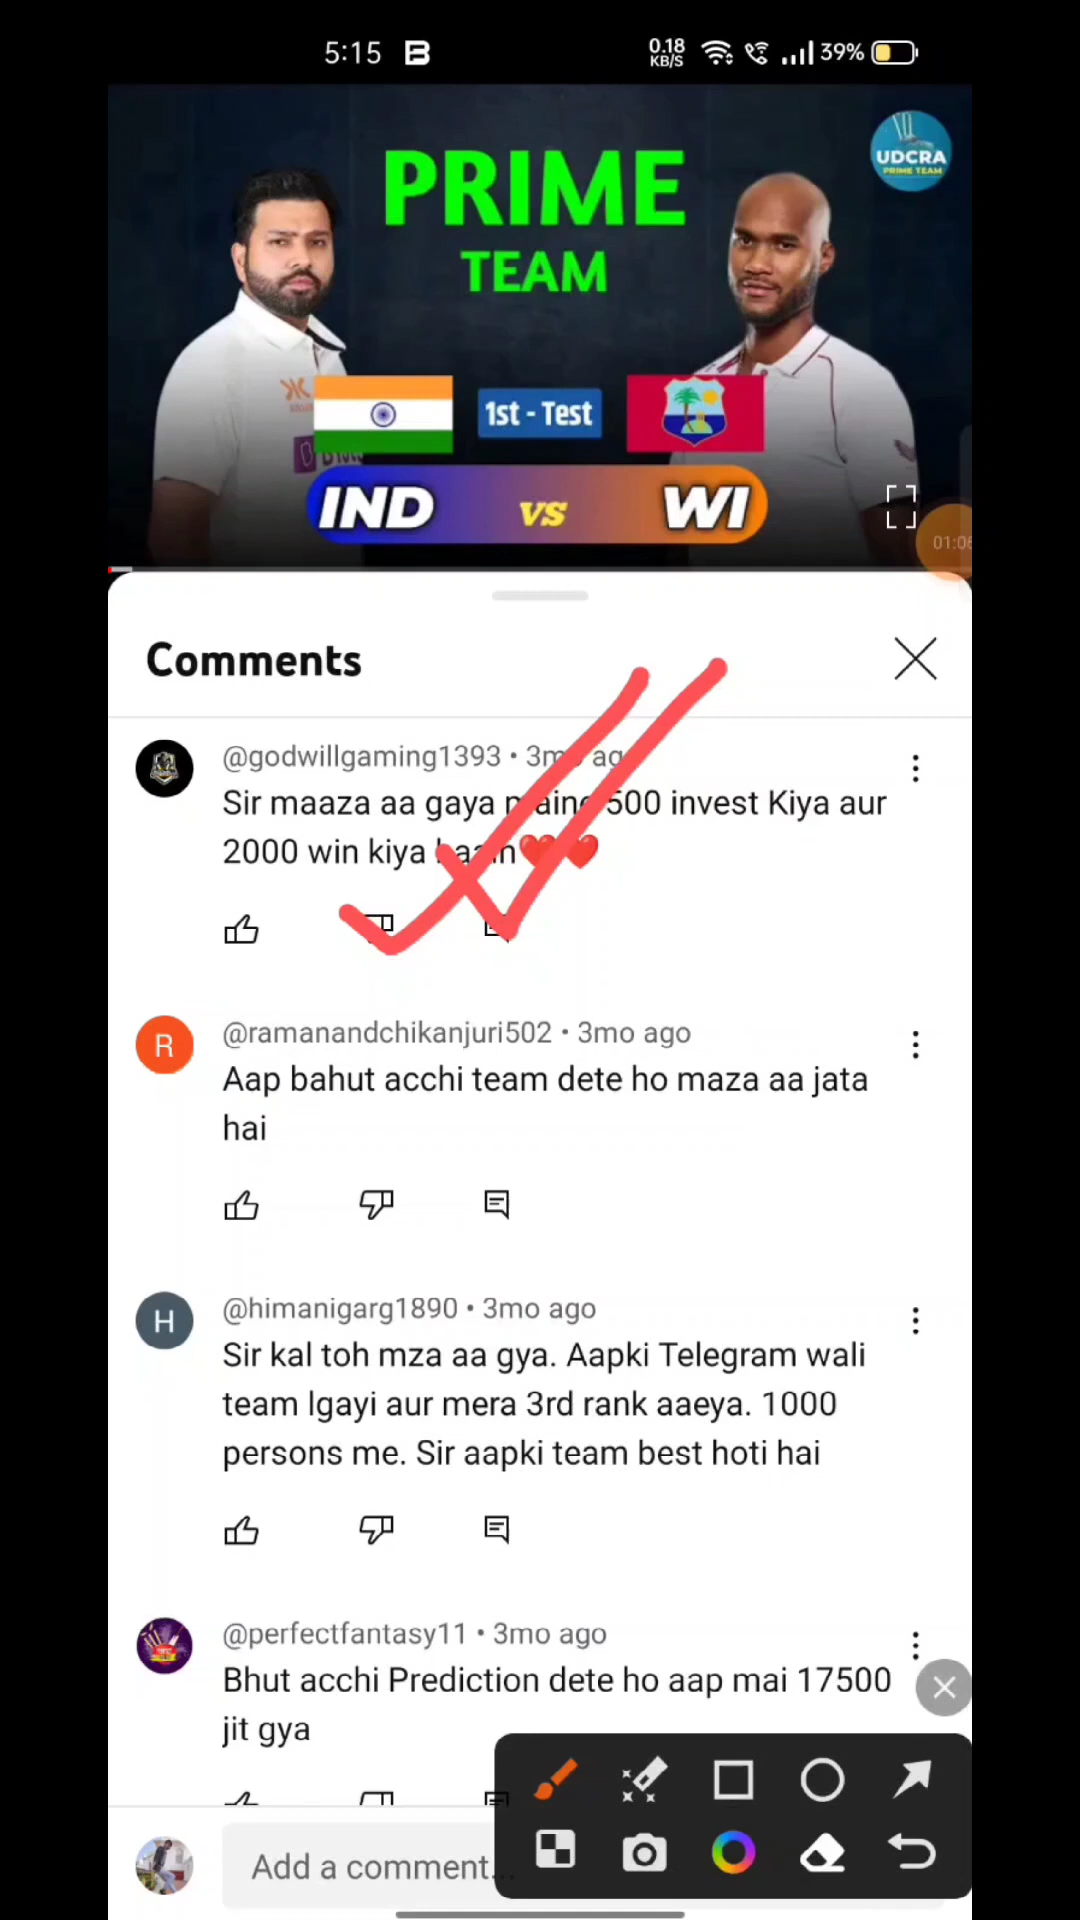 5:15
0.18
KB/S
39%
UDCRA
PRIME TEAM
PRIME
TEAM
1st - Test
IND vs WI
Comments
@godwillgaming1393 • 3mo ag
Sir maaza aa gaya 500 invest Kiya aur
2000 win kiya
@ramanandchikanjuri502 • 3mo ago
R
Aap bahut acchi team dete ho maza aa jata
hai
@himanigarg1890 • 3mo ago
H
Sir kal toh mza aa gya. Aapki Telegram wali
team lgayi aur mera 3rd rank aaeya. 1000
persons me. Sir aapki team best hoti hai
@perfectfantasy11 • 3mo ago
Bhut acchi Prediction dete ho aap mai 17500
jit gya
Add a comment...